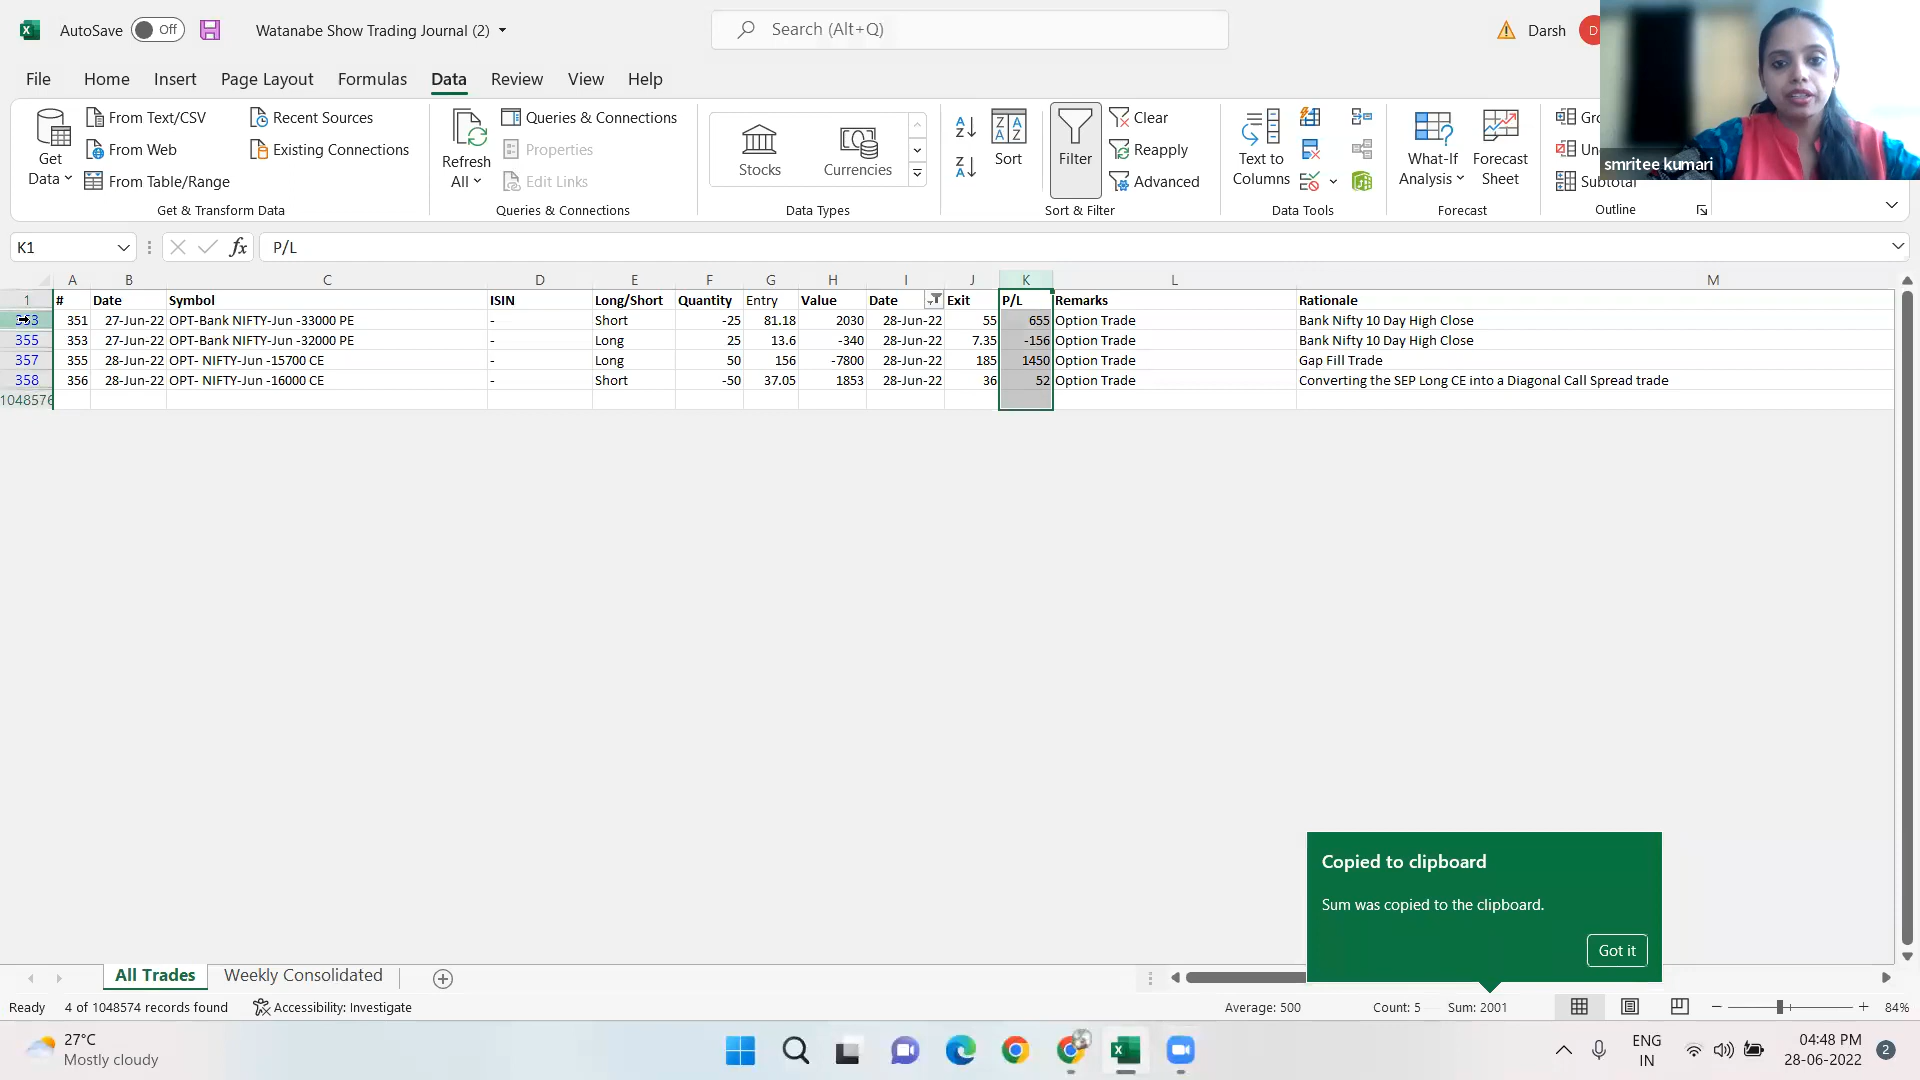 AutoSave Off Watanabe Show Trading Journal (2) Search (Alt+Q) Darsh D
File Home Insert Page Layout Formulas Data Review View Help
Get Data From Text/CSV From Web From Table/Range Recent Sources Existing Connections
Refresh All Queries & Connections Properties Edit Links
Stocks Currencies
Sort Filter Clear Reapply Advanced
Text to Columns What-If Analysis Forecast Sheet Subtotal
smritee kumari
Get & Transform Data Queries & Connections Data Types Sort & Filter Data Tools Forecast Outline
K1 fx P/L
A B C D E F G H I J K L M
1 # Date Symbol ISIN Long/Short Quantity Entry Value Date Exit P/L Remarks Rationale
353 351 27-Jun-22 OPT-Bank NIFTY-Jun -33000 PE - Short -25 81.18 2030 28-Jun-22 55 655 Option Trade Bank Nifty 10 Day High Close
355 353 27-Jun-22 OPT-Bank NIFTY-Jun -32000 PE - Long 25 13.6 -340 28-Jun-22 7.35 -156 Option Trade Bank Nifty 10 Day High Close
357 355 28-Jun-22 OPT- NIFTY-Jun -15700 CE - Long 50 156 -7800 28-Jun-22 185 1450 Option Trade Gap Fill Trade
358 356 28-Jun-22 OPT- NIFTY-Jun -16000 CE - Short -50 37.05 1853 28-Jun-22 36 52 Option Trade Converting the SEP Long CE into a Diagonal Call Spread trade
1048576
Copied to clipboard
Sum was copied to the clipboard.
Got it
All Trades Weekly Consolidated
Ready 4 of 1048574 records found Accessibility: Investigate Average: 500 Count: 5 Sum: 2001 84%
27°C
Mostly cloudy
ENG
IN
04:48 PM
28-06-2022
2